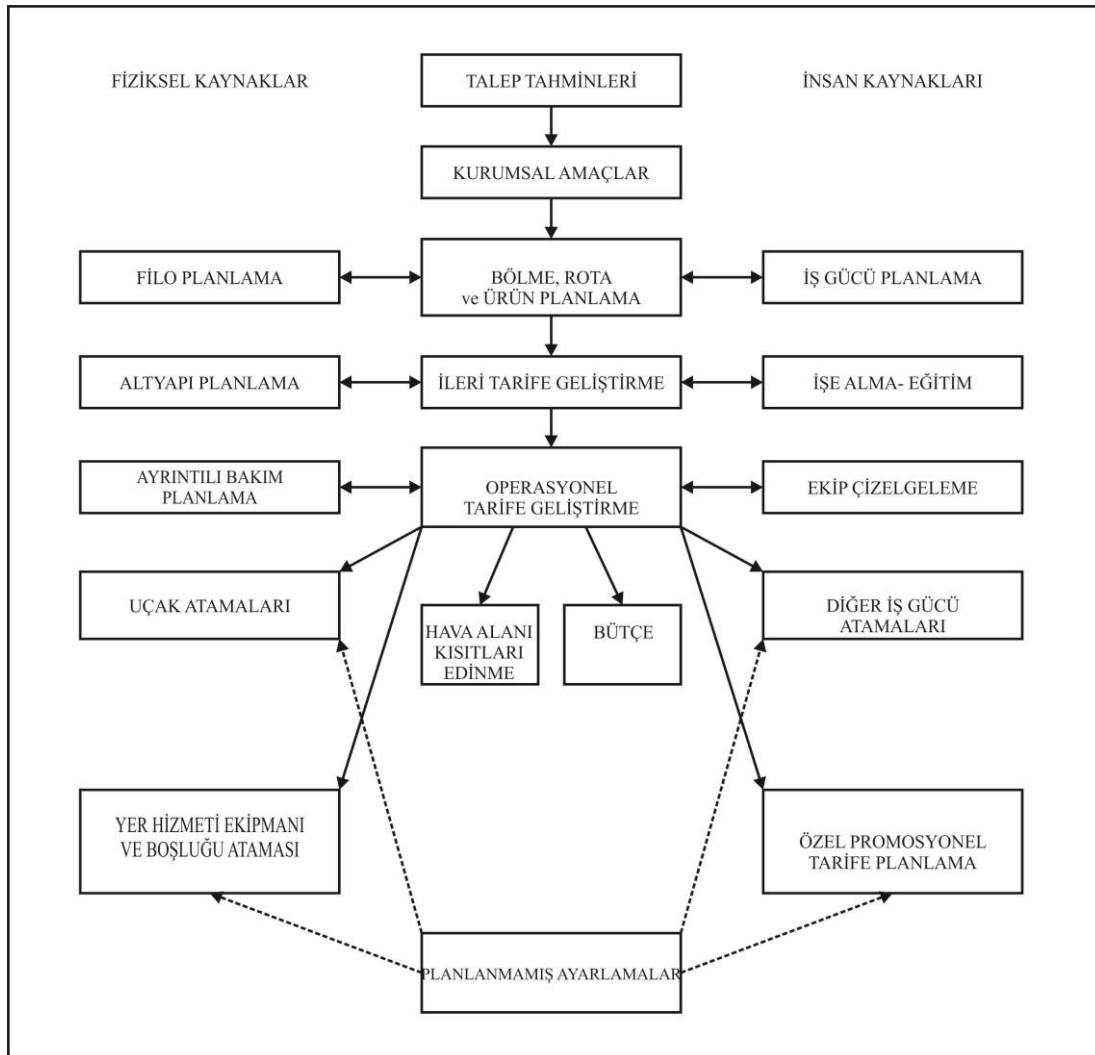 FİZİKSEL KAYNAKLAR
TALEP TAHMİNLERİ
İNSAN KAYNAKLARI
KURUMSAL AMAÇLAR
FİLO PLANLAMA
BÖLME, ROTA
ve ÜRÜN PLANLAMA
İŞ GÜCÜ PLANLAMA
ALTYAPI PLANLAMA
İLERİ TARİFE GELİŞTİRME
İŞE ALMA- EĞİTİM
AYRINTILI BAKIM
PLANLAMA
OPERASYONEL
TARİFE GELİŞTİRME
EKİP ÇİZELGELEME
UÇAK ATAMALARI
HAVA ALANI
KISITLARI
EDİNME
BÜTÇE
DİĞER İŞ GÜCÜ
ATAMALARI
YER HİZMETİ EKİPMANI
VE BOŞLUĞU ATAMASI
ÖZEL PROMOSYONEL
TARİFE PLANLAMA
PLANLANMAMIŞ AYARLAMALAR